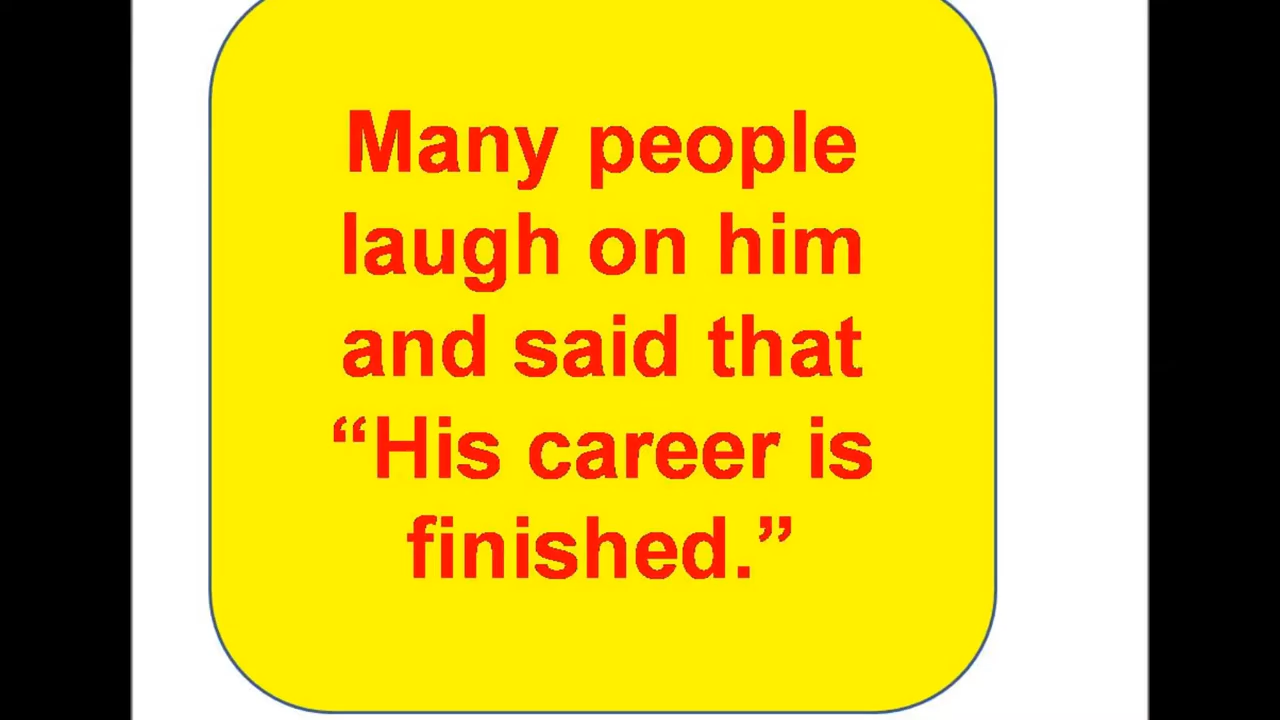 Many people
laugh on him
and said that
“His career is
finished.”